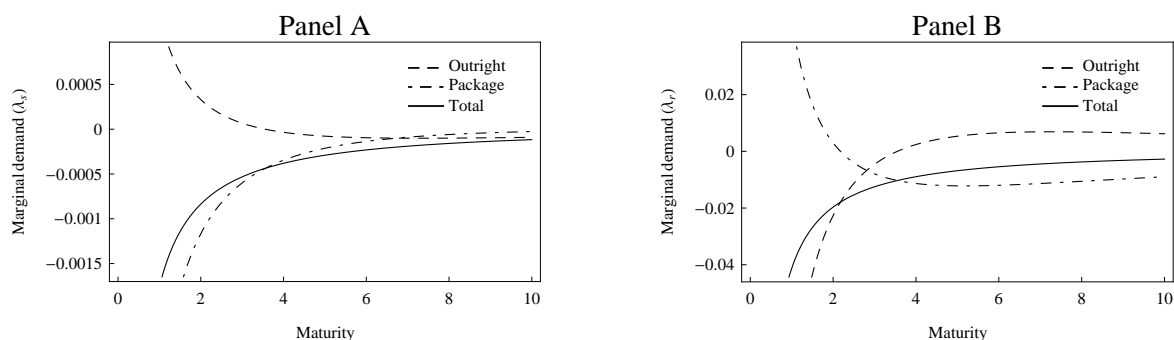 Panel A
Marginal demand (λs)
0.0005
0
−0.0005
−0.001
−0.0015
0 2 4 6 8 10
Maturity
Outright
Package
Total
Panel B
Marginal demand (λr)
0.02
0
−0.02
−0.04
0 2 4 6 8 10
Maturity
Outright
Package
Total